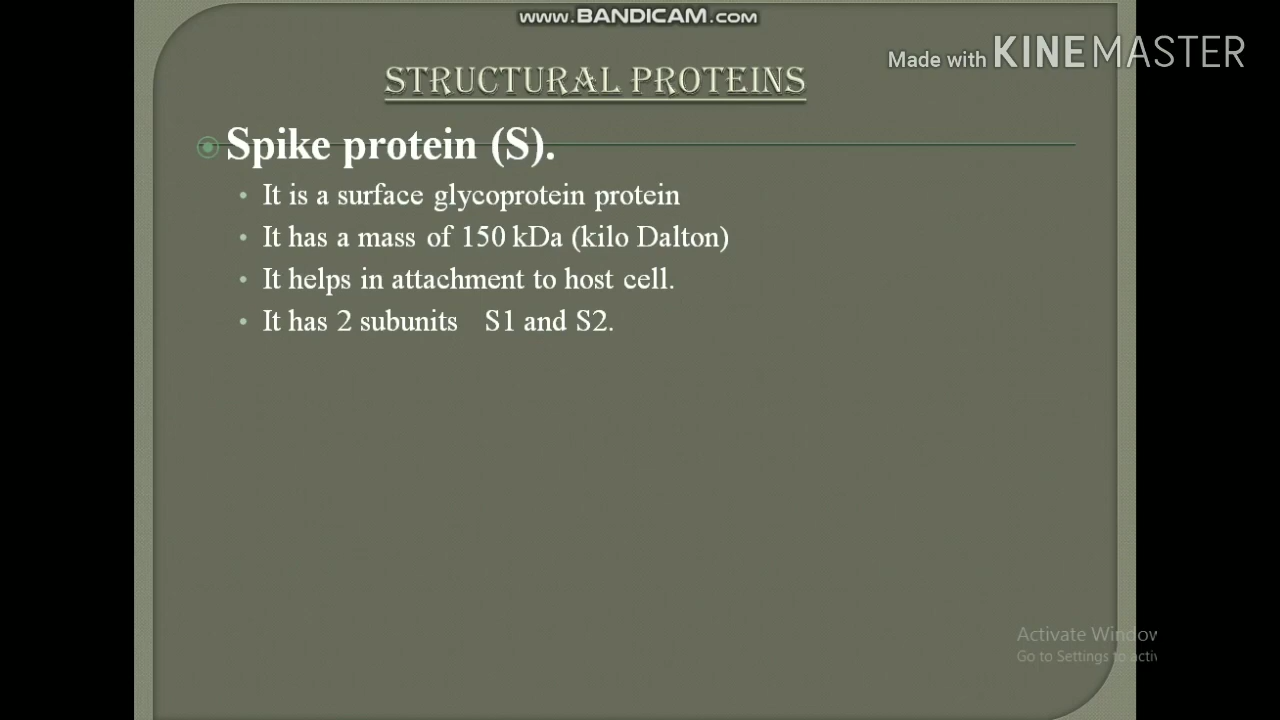 www.BANDICAM.com
Made with KINEMASTER
STRUCTURAL PROTEINS
Spike protein (S).
• It is a surface glycoprotein protein
• It has a mass of 150 kDa (kilo Dalton)
• It helps in attachment to host cell.
• It has 2 subunits S1 and S2.
Activate Window
Go to Settings to activ